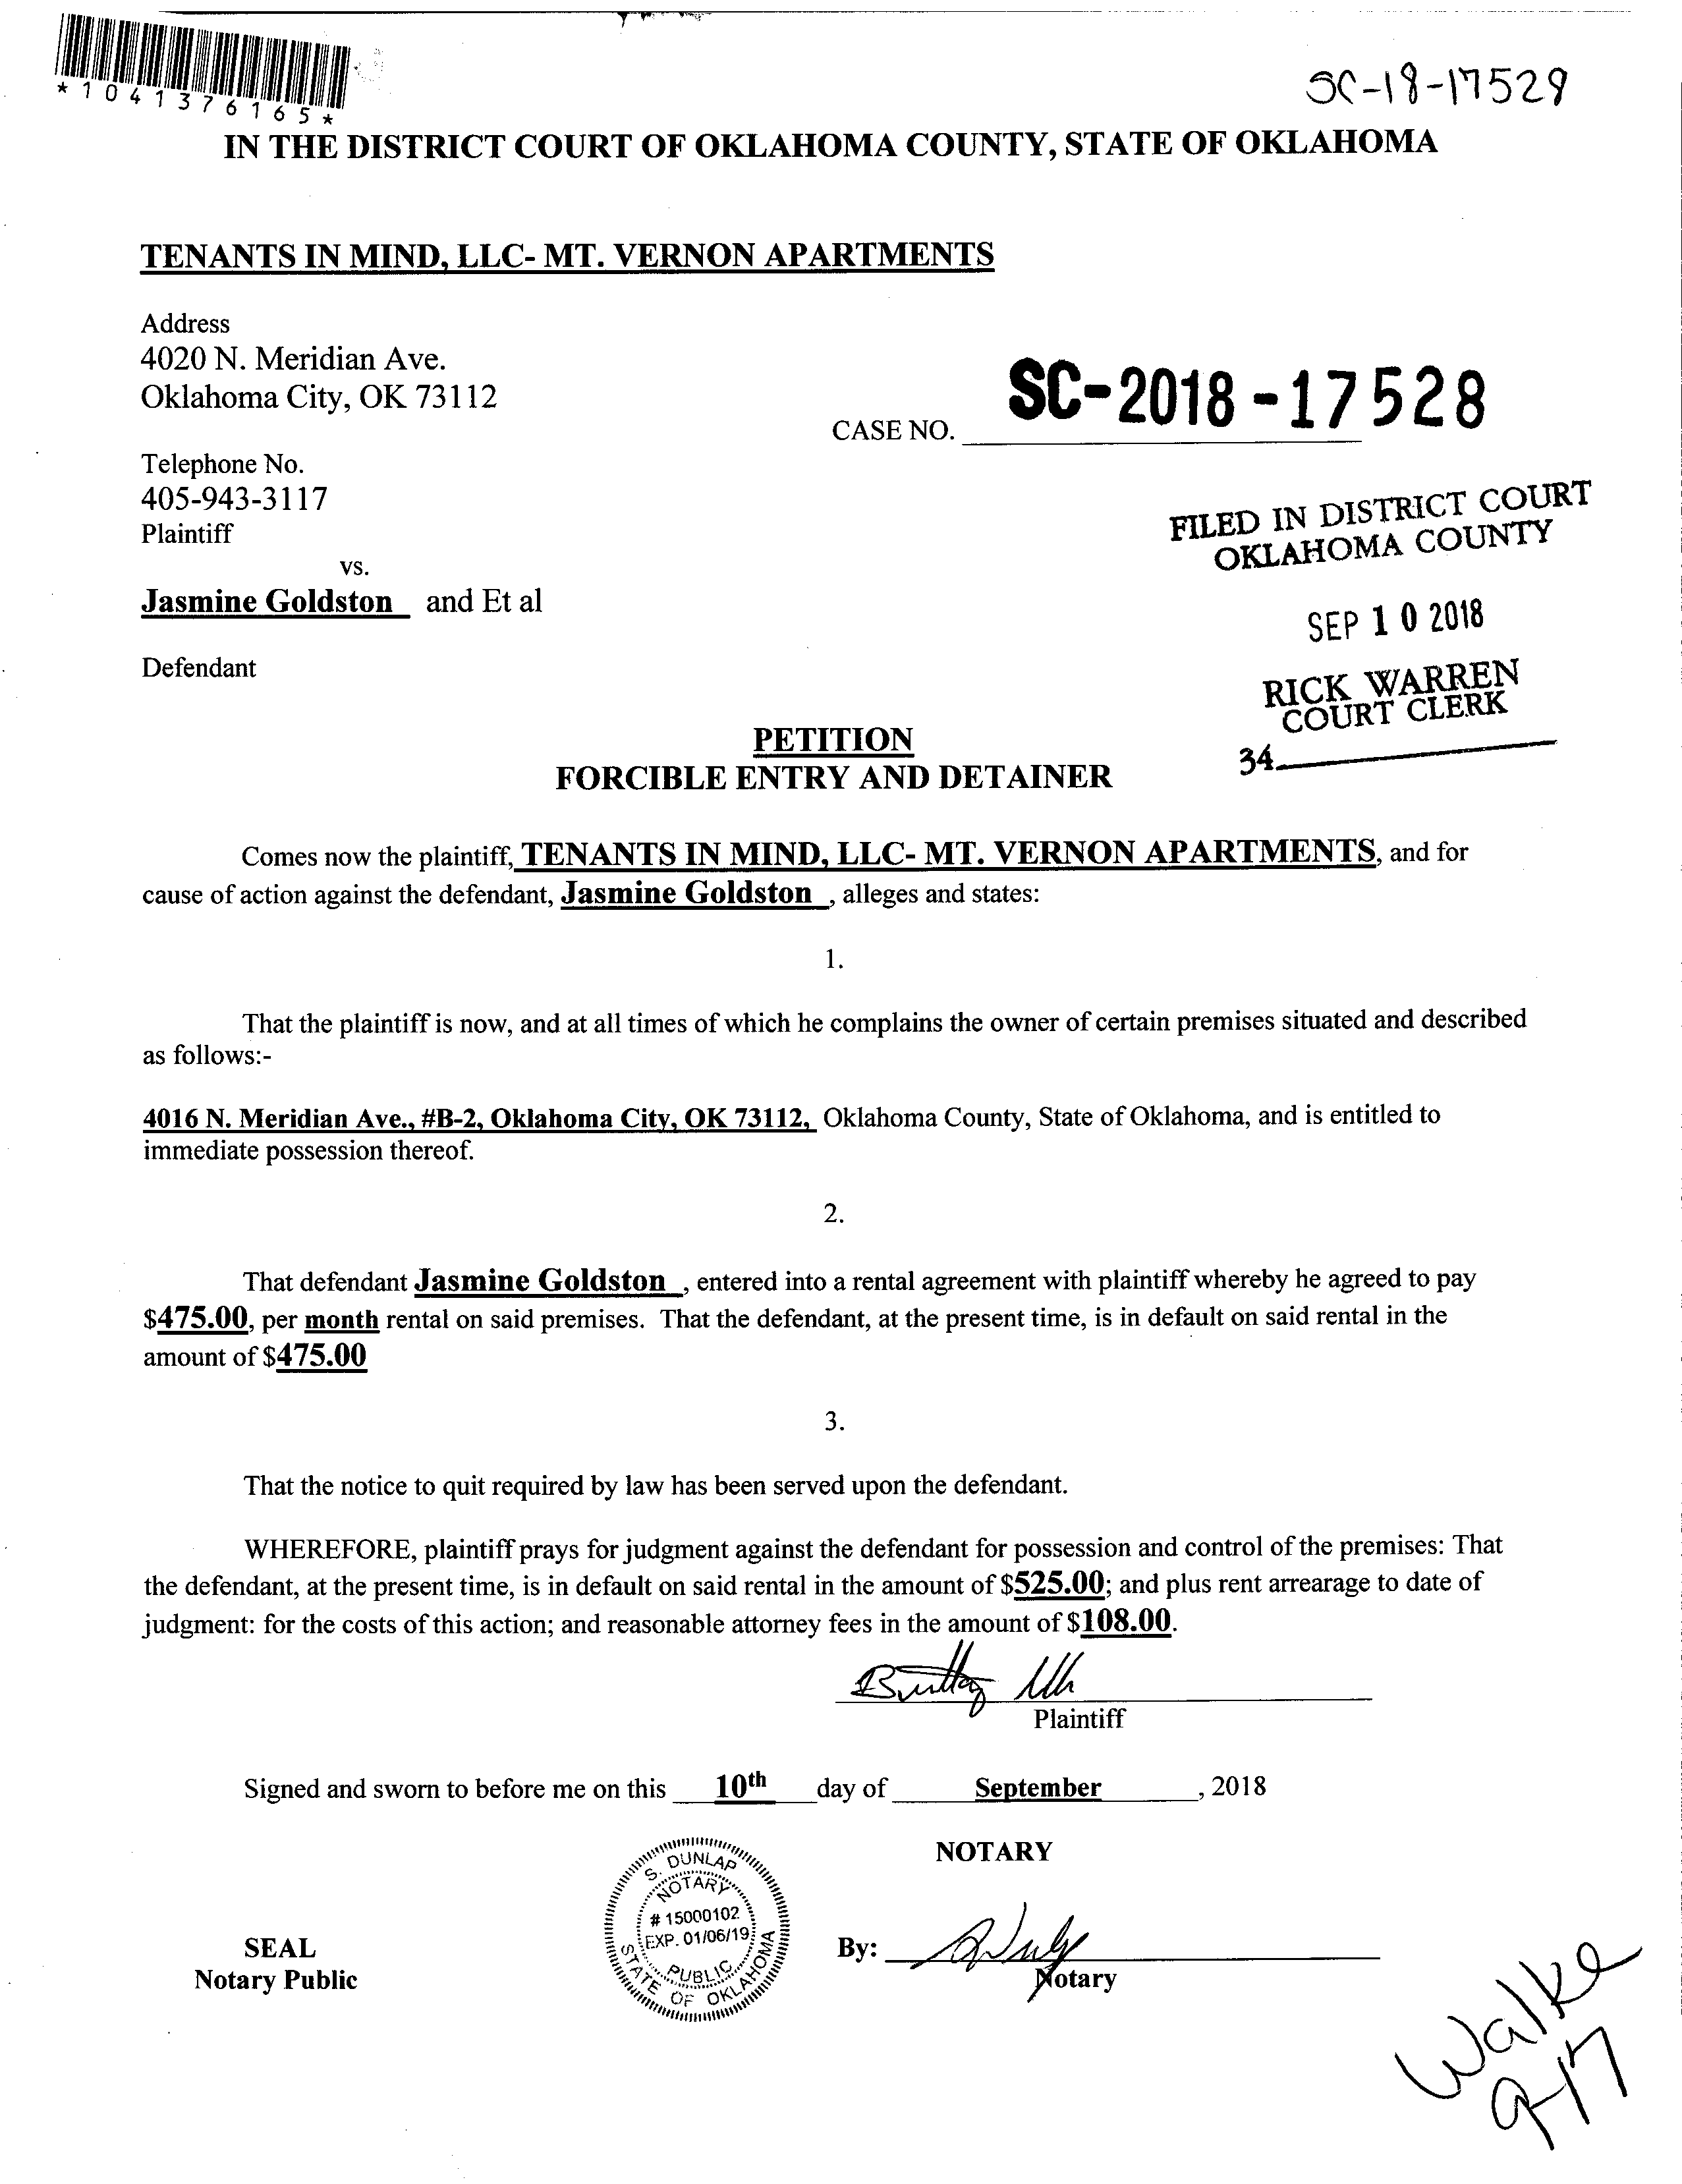 *1041376165*
SC-18-17529
IN THE DISTRICT COURT OF OKLAHOMA COUNTY, STATE OF OKLAHOMA
TENANTS IN MIND, LLC- MT. VERNON APARTMENTS
Address
4020 N. Meridian Ave.
Oklahoma City, OK 73112
CASE NO. SC-2018-17528
Telephone No.
405-943-3117
Plaintiff
vs.
Jasmine Goldston and Et al
Defendant
FILED IN DISTRICT COURT
OKLAHOMA COUNTY
SEP 10 2018
RICK WARREN
COURT CLERK
34
PETITION
FORCIBLE ENTRY AND DETAINER
Comes now the plaintiff, TENANTS IN MIND, LLC- MT. VERNON APARTMENTS, and for
cause of action against the defendant, Jasmine Goldston , alleges and states:
1.
That the plaintiff is now, and at all times of which he complains the owner of certain premises situated and described
as follows:-
4016 N. Meridian Ave., #B-2, Oklahoma City, OK 73112, Oklahoma County, State of Oklahoma, and is entitled to
immediate possession thereof.
2.
That defendant Jasmine Goldston , entered into a rental agreement with plaintiff whereby he agreed to pay
$475.00, per month rental on said premises. That the defendant, at the present time, is in default on said rental in the
amount of $475.00
3.
That the notice to quit required by law has been served upon the defendant.
WHEREFORE, plaintiff prays for judgment against the defendant for possession and control of the premises: That
the defendant, at the present time, is in default on said rental in the amount of $525.00; and plus rent arrearage to date of
judgment: for the costs of this action; and reasonable attorney fees in the amount of $108.00.
Plaintiff
Signed and sworn to before me on this 10th day of September, 2018
NOTARY
S. DUNLAP
NOTARY
# 15000102
EXP. 01/06/19
PUBLIC
STATE OF OKLAHOMA
SEAL
Notary Public
By:
Notary
Walke
9-17